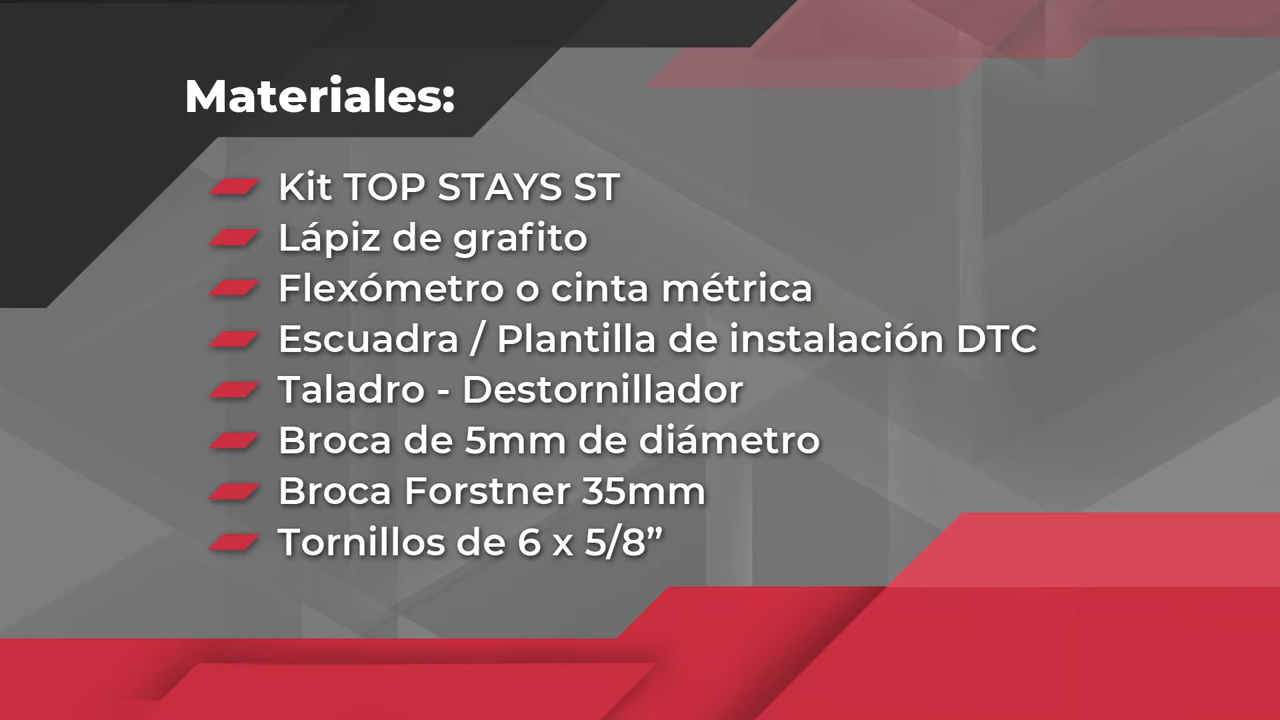 Materiales:
Kit TOP STAYS ST
Lápiz de grafito
Flexómetro o cinta métrica
Escuadra / Plantilla de instalación DTC
Taladro - Destornillador
Broca de 5mm de diámetro
Broca Forstner 35mm
Tornillos de 6 x 5/8”